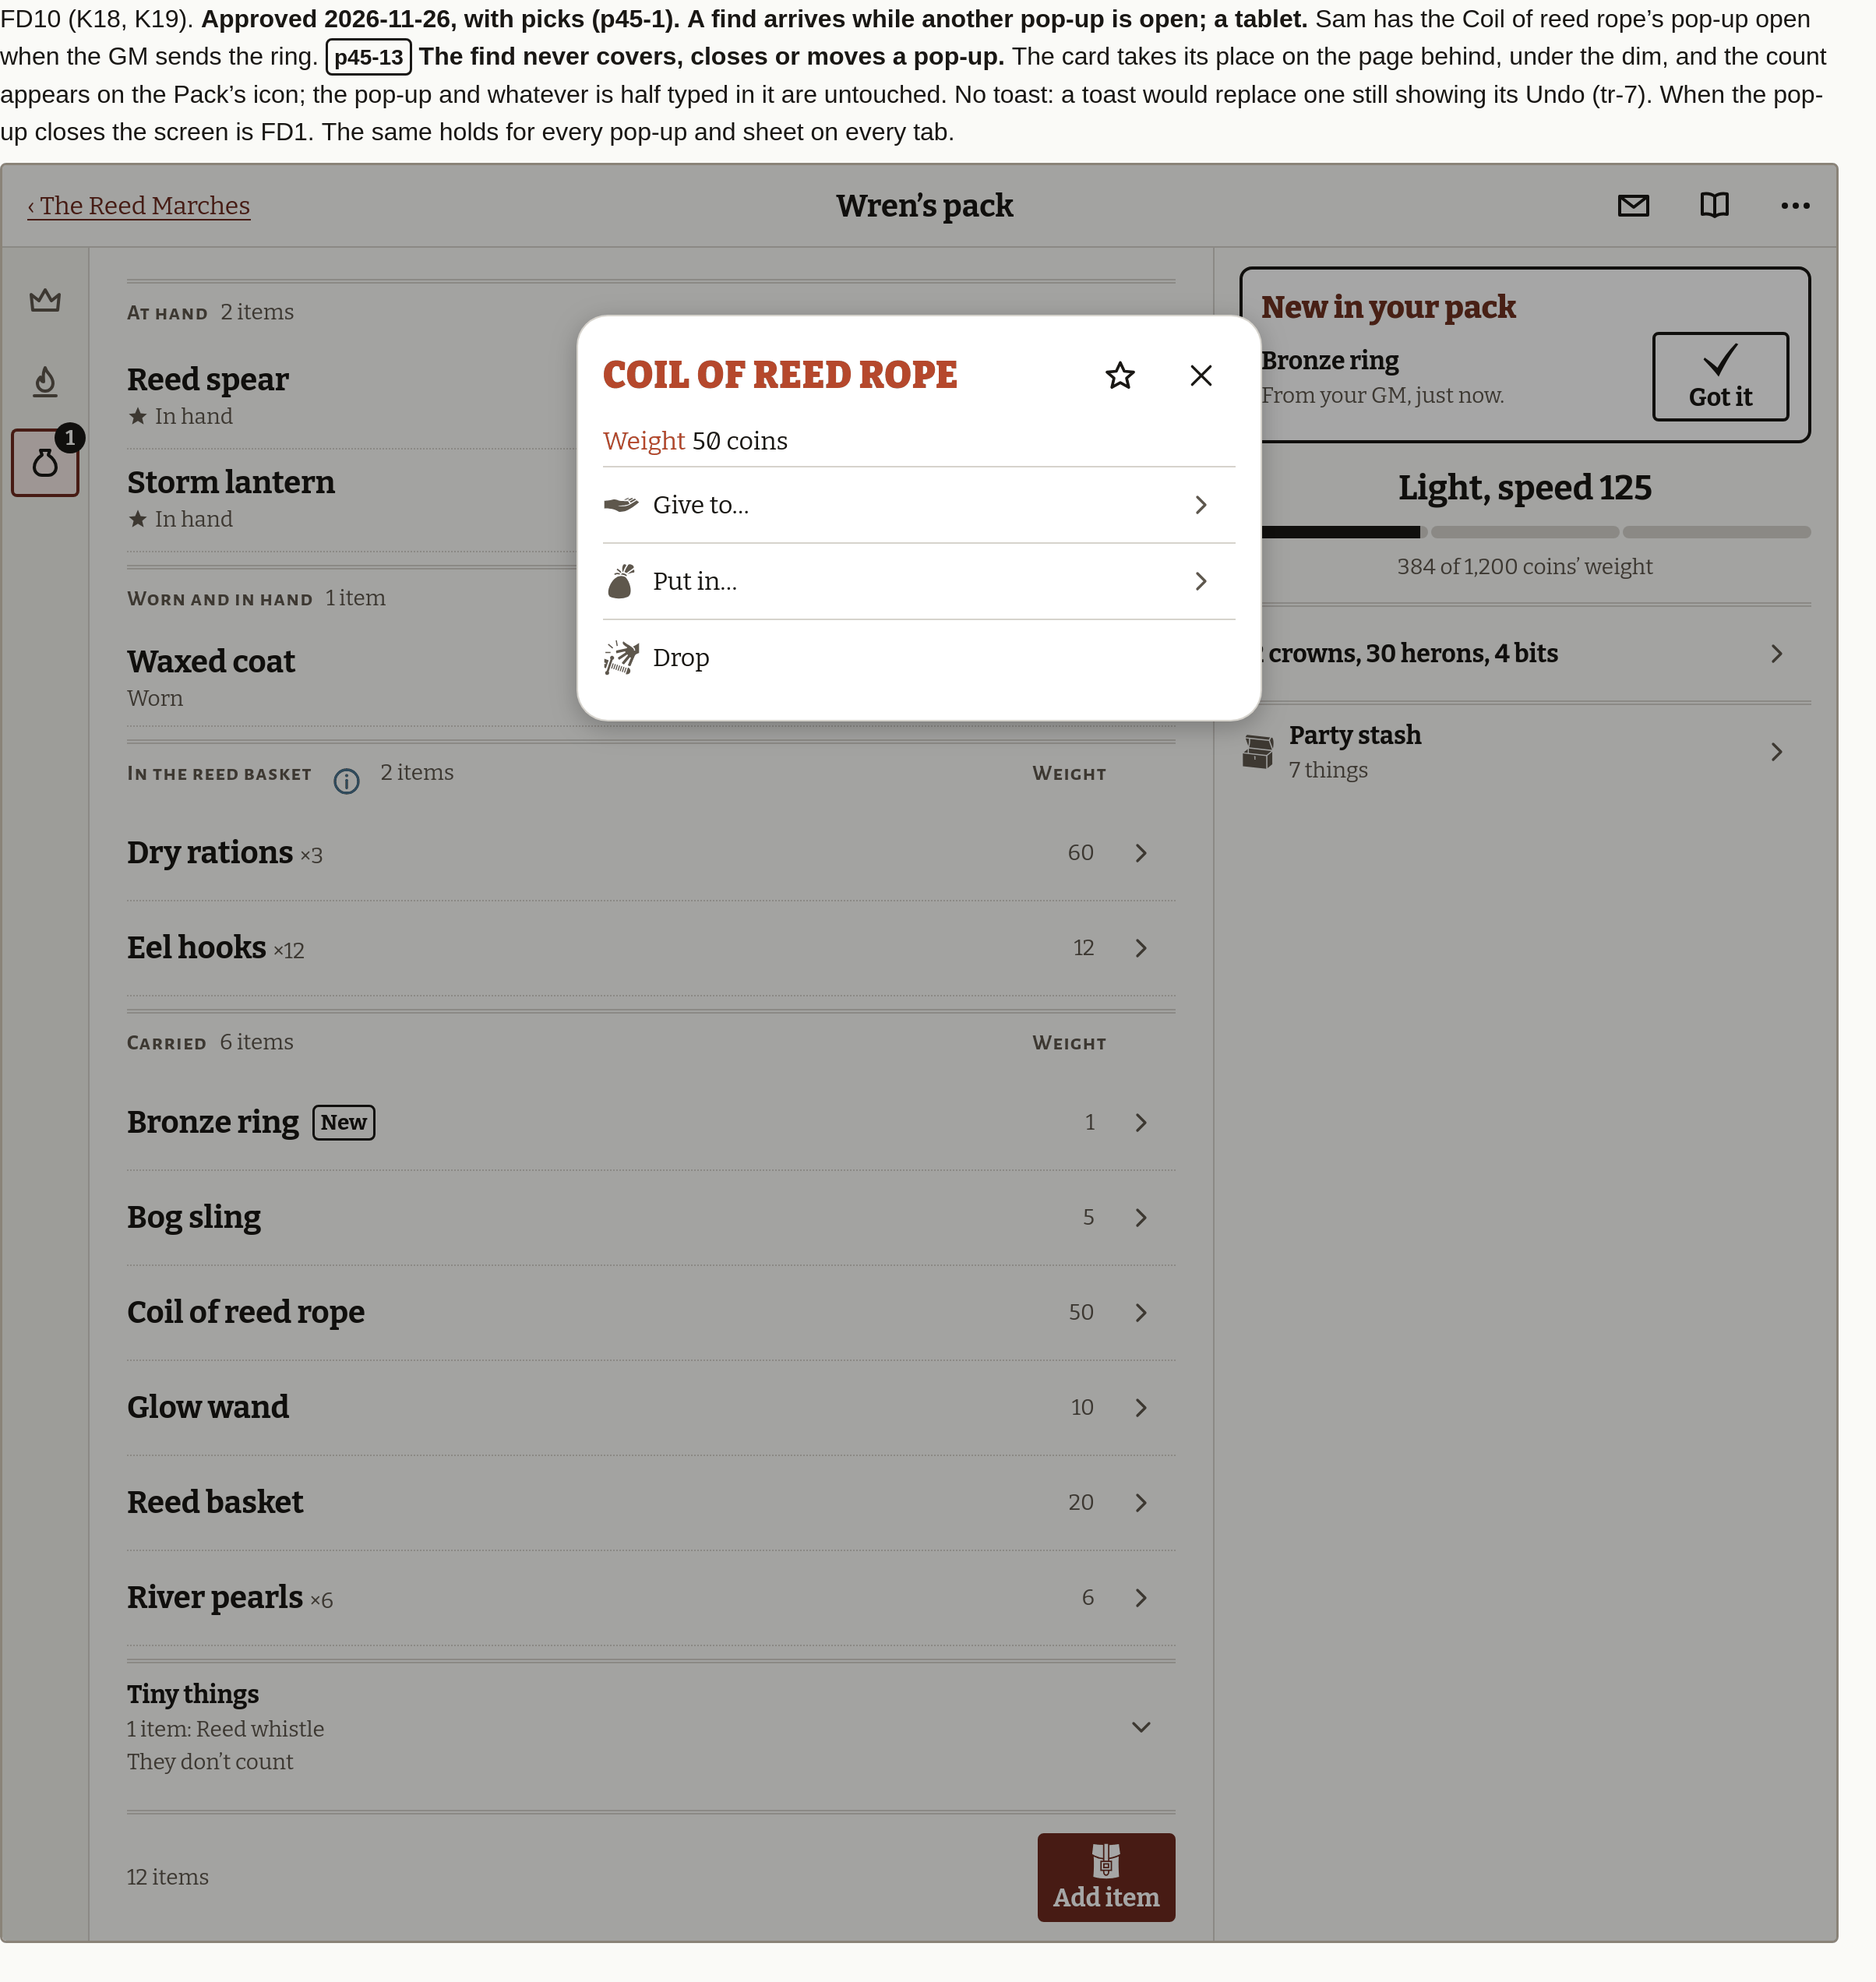 FD10 (K18, K19). Approved 2026-11-26, with picks (p45-1). A find arrives while another pop-up is open; a tablet. Sam has the Coil of reed rope’s pop-up open
when the GM sends the ring. p45-13 The find never covers, closes or moves a pop-up. The card takes its place on the page behind, under the dim, and the count
appears on the Pack’s icon; the pop-up and whatever is half typed in it are untouched. No toast: a toast would replace one still showing its Undo (tr-7). When the pop-
up closes the screen is FD1. The same holds for every pop-up and sheet on every tab.
‹ The Reed Marches
Wren’s pack
1
At hand 2 items
Reed spear
In hand
Storm lantern
In hand
Worn and in hand 1 item
Waxed coat
Worn
In the reed basket 2 items Weight
Dry rations ×3 60
Eel hooks ×12 12
Carried 6 items Weight
Bronze ring New 1
Bog sling 5
Coil of reed rope 50
Glow wand 10
Reed basket 20
River pearls ×6 6
Tiny things
1 item: Reed whistle
They don’t count
12 items
Add item
COIL OF REED ROPE
Weight 50 coins
Give to…
Put in…
Drop
New in your pack
Bronze ring
From your GM, just now.
Got it
Light, speed 125
384 of 1,200 coins’ weight
crowns, 30 herons, 4 bits
Party stash
7 things